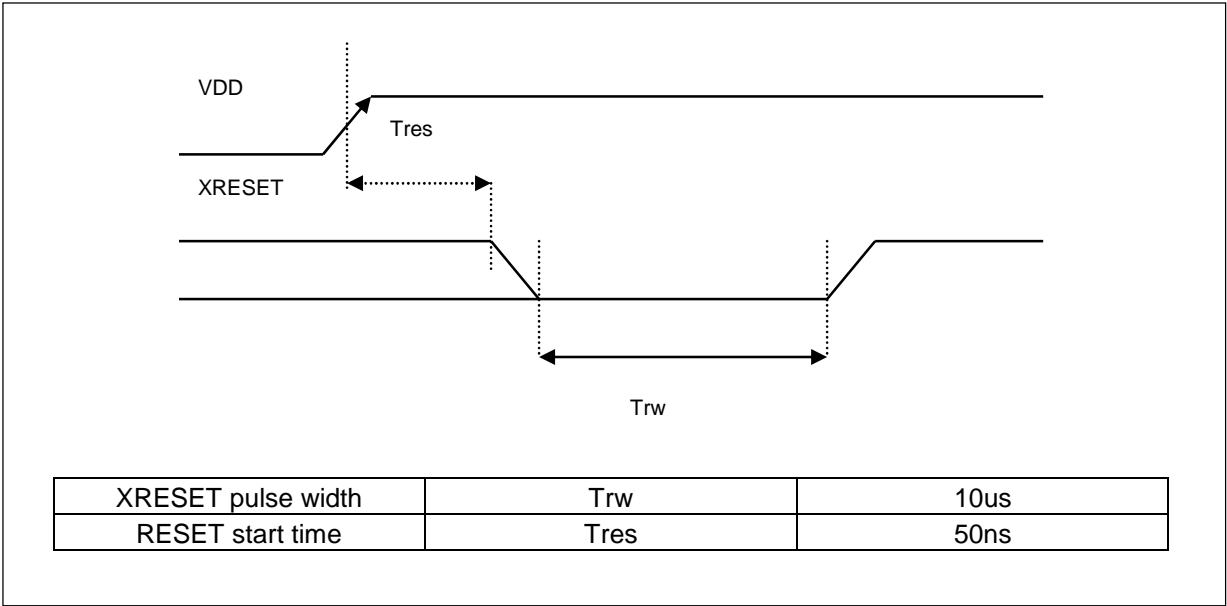 VDD
Tres
XRESET
Trw
XRESET pulse width Trw 10us
RESET start time Tres 50ns